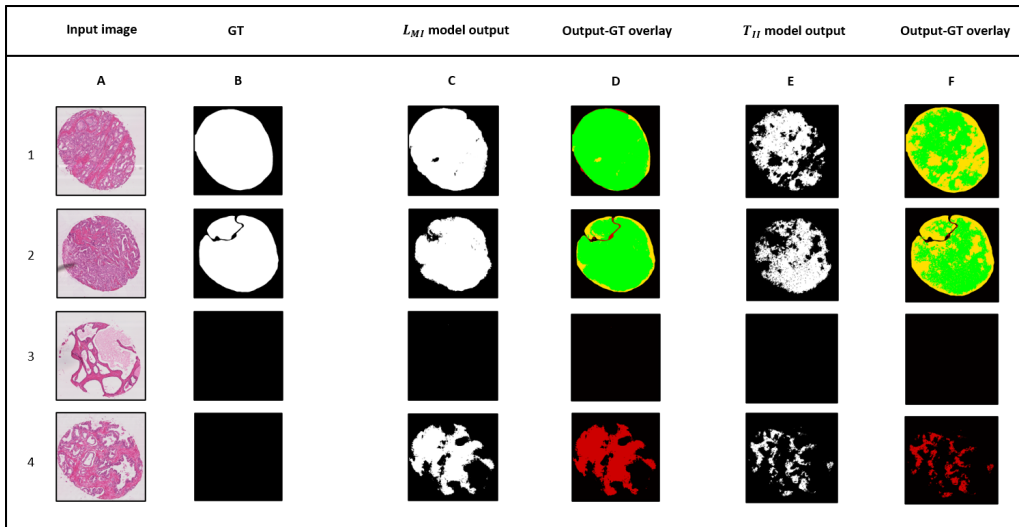 Input image GT L_MI model output Output-GT overlay T_II model output Output-GT overlay
A B C D E F
1
2
3
4